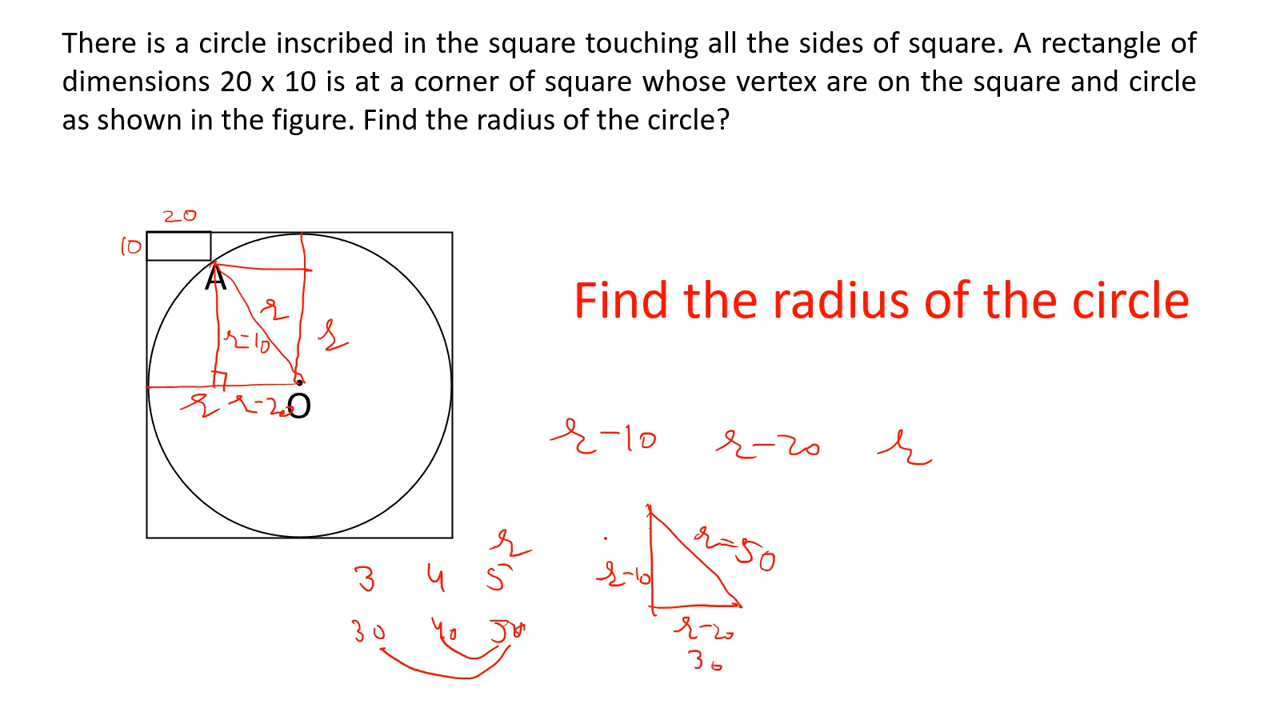 There is a circle inscribed in the square touching all the sides of square. A rectangle of
dimensions 20 x 10 is at a corner of square whose vertex are on the square and circle
as shown in the figure. Find the radius of the circle?
20
10
A
r
r-10
r
r r-20 O
Find the radius of the circle
r-10 r-20 r
r
3 4 5
30 40 50
r=50
r-10
r-20
30